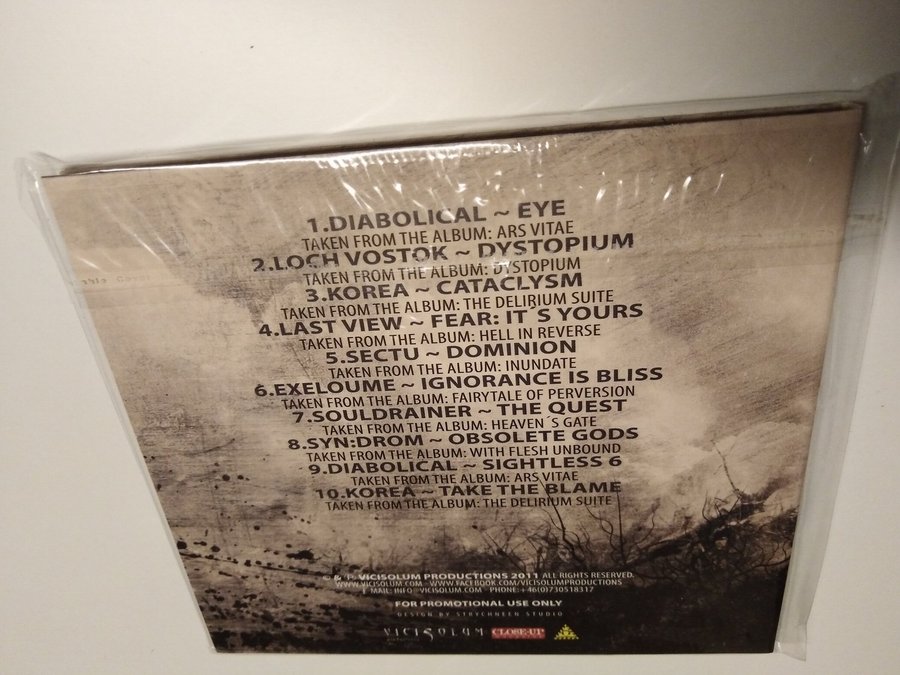 1.DIABOLICAL ~ EYE
TAKEN FROM THE ALBUM: ARS VITAE
2.LOCH VOSTOK ~ DYSTOPIUM
TAKEN FROM THE ALBUM: DYSTOPIUM
3.KOREA ~ CATACLYSM
TAKEN FROM THE ALBUM: THE DELIRIUM SUITE
4.LAST VIEW ~ FEAR: IT´S YOURS
TAKEN FROM THE ALBUM: HELL IN REVERSE
5.SECTU ~ DOMINION
TAKEN FROM THE ALBUM: INUNDATE
6.EXELOUME ~ IGNORANCE IS BLISS
TAKEN FROM THE ALBUM: FAIRYTALE OF PERVERSION
7.SOULDRAINER ~ THE QUEST
TAKEN FROM THE ALBUM: HEAVEN´S GATE
8.SYN:DROM ~ OBSOLETE GODS
TAKEN FROM THE ALBUM: WITH FLESH UNBOUND
9.DIABOLICAL ~ SIGHTLESS 6
TAKEN FROM THE ALBUM: ARS VITAE
10.KOREA ~ TAKE THE BLAME
TAKEN FROM THE ALBUM: THE DELIRIUM SUITE
© & ℗ VICISOLUM PRODUCTIONS 2011 ALL RIGHTS RESERVED.
WWW.VICISOLUM.COM - WWW.FACEBOOK.COM/VICISOLUMPRODUCTIONS
E MAIL: INFO@VICISOLUM.COM - PHONE: +46(0)730518317
FOR PROMOTIONAL USE ONLY
DESIGN BY STRYCHNEEN STUDIO
VICISOLUM CLOSE-UP